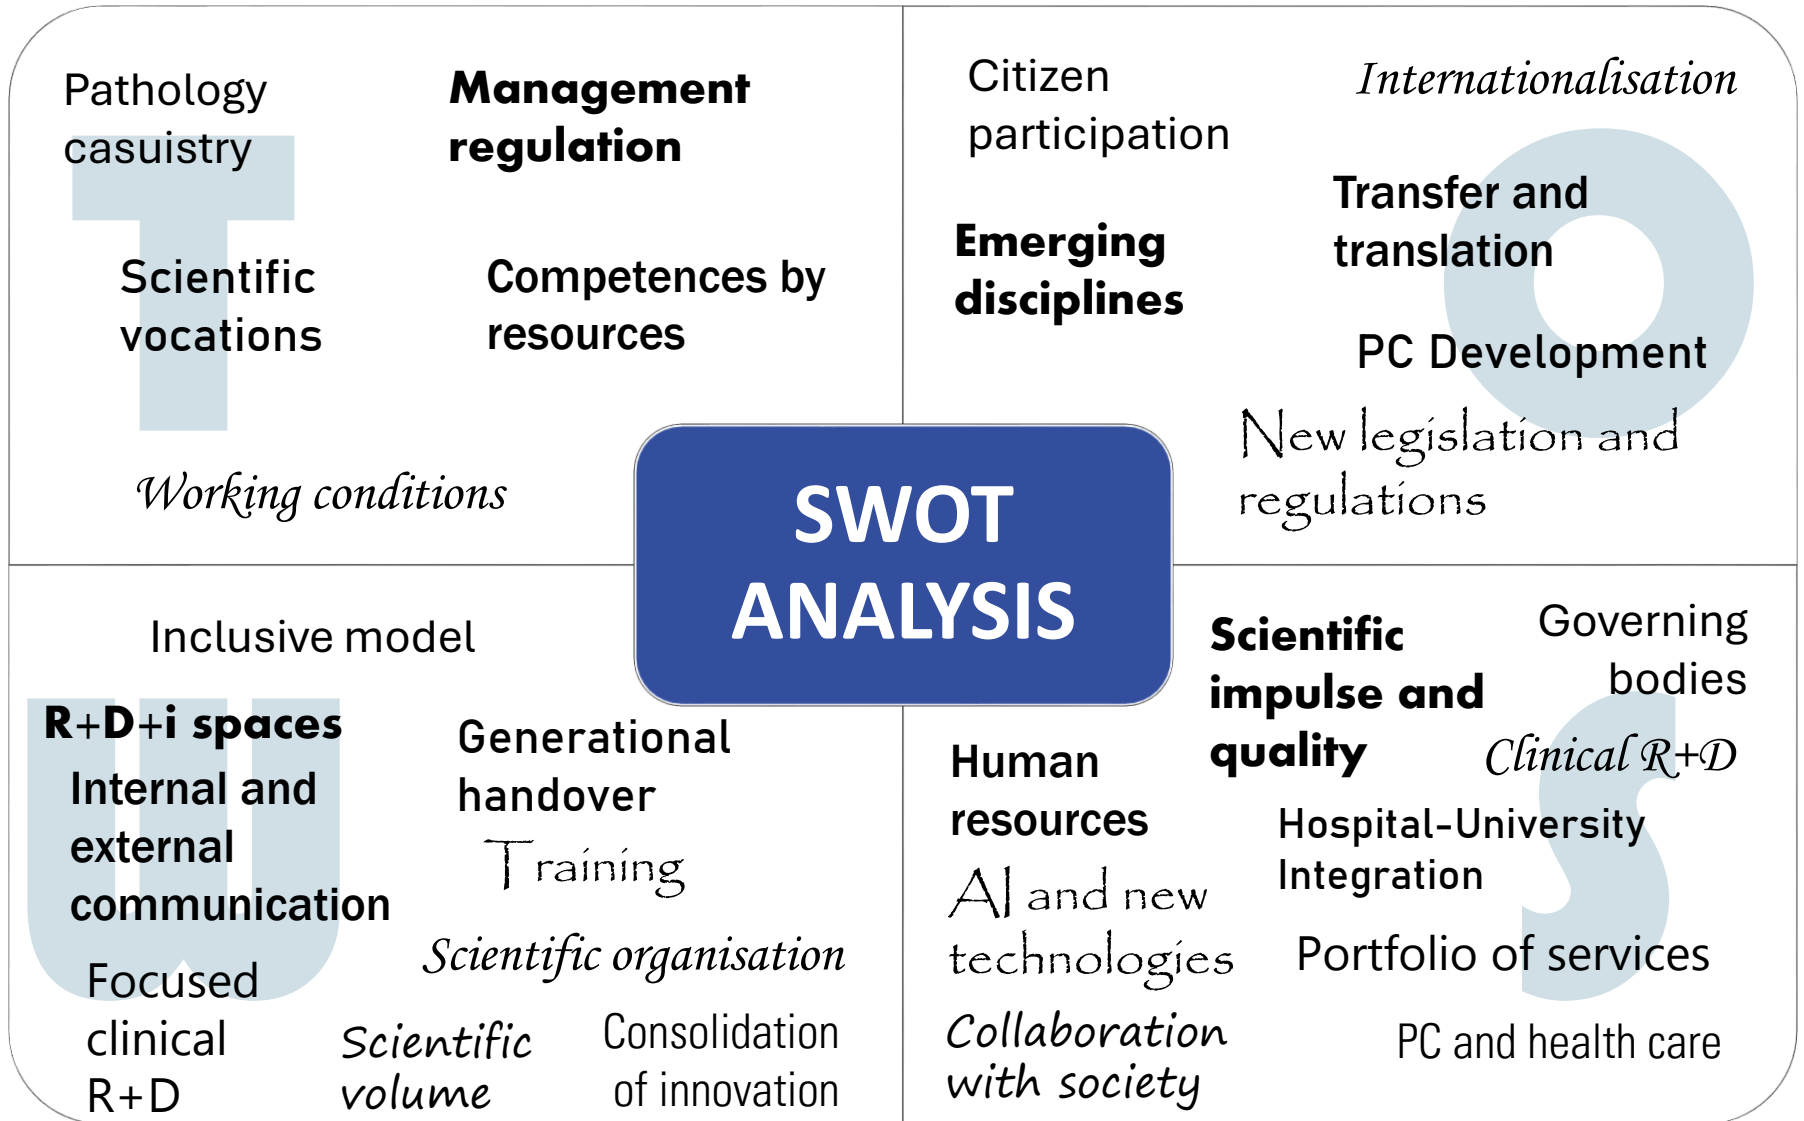 Pathology
casuistry
Management
regulation
T
Scientific
vocations
Competences by
resources
Working conditions
Citizen
participation
Internationalisation
O
Transfer and
translation
Emerging
disciplines
PC Development
New legislation and
regulations
SWOT
ANALYSIS
Inclusive model
W
R+D+i spaces
Internal and
external
communication
Generational
handover
Training
Scientific organisation
Focused
clinical
R+D
Scientific
volume
Consolidation
of innovation
Scientific
impulse and
quality
Governing
bodies
S
Clinical R+D
Human
resources
Hospital-University
Integration
AI and new
technologies
Portfolio of services
Collaboration
with society
PC and health care